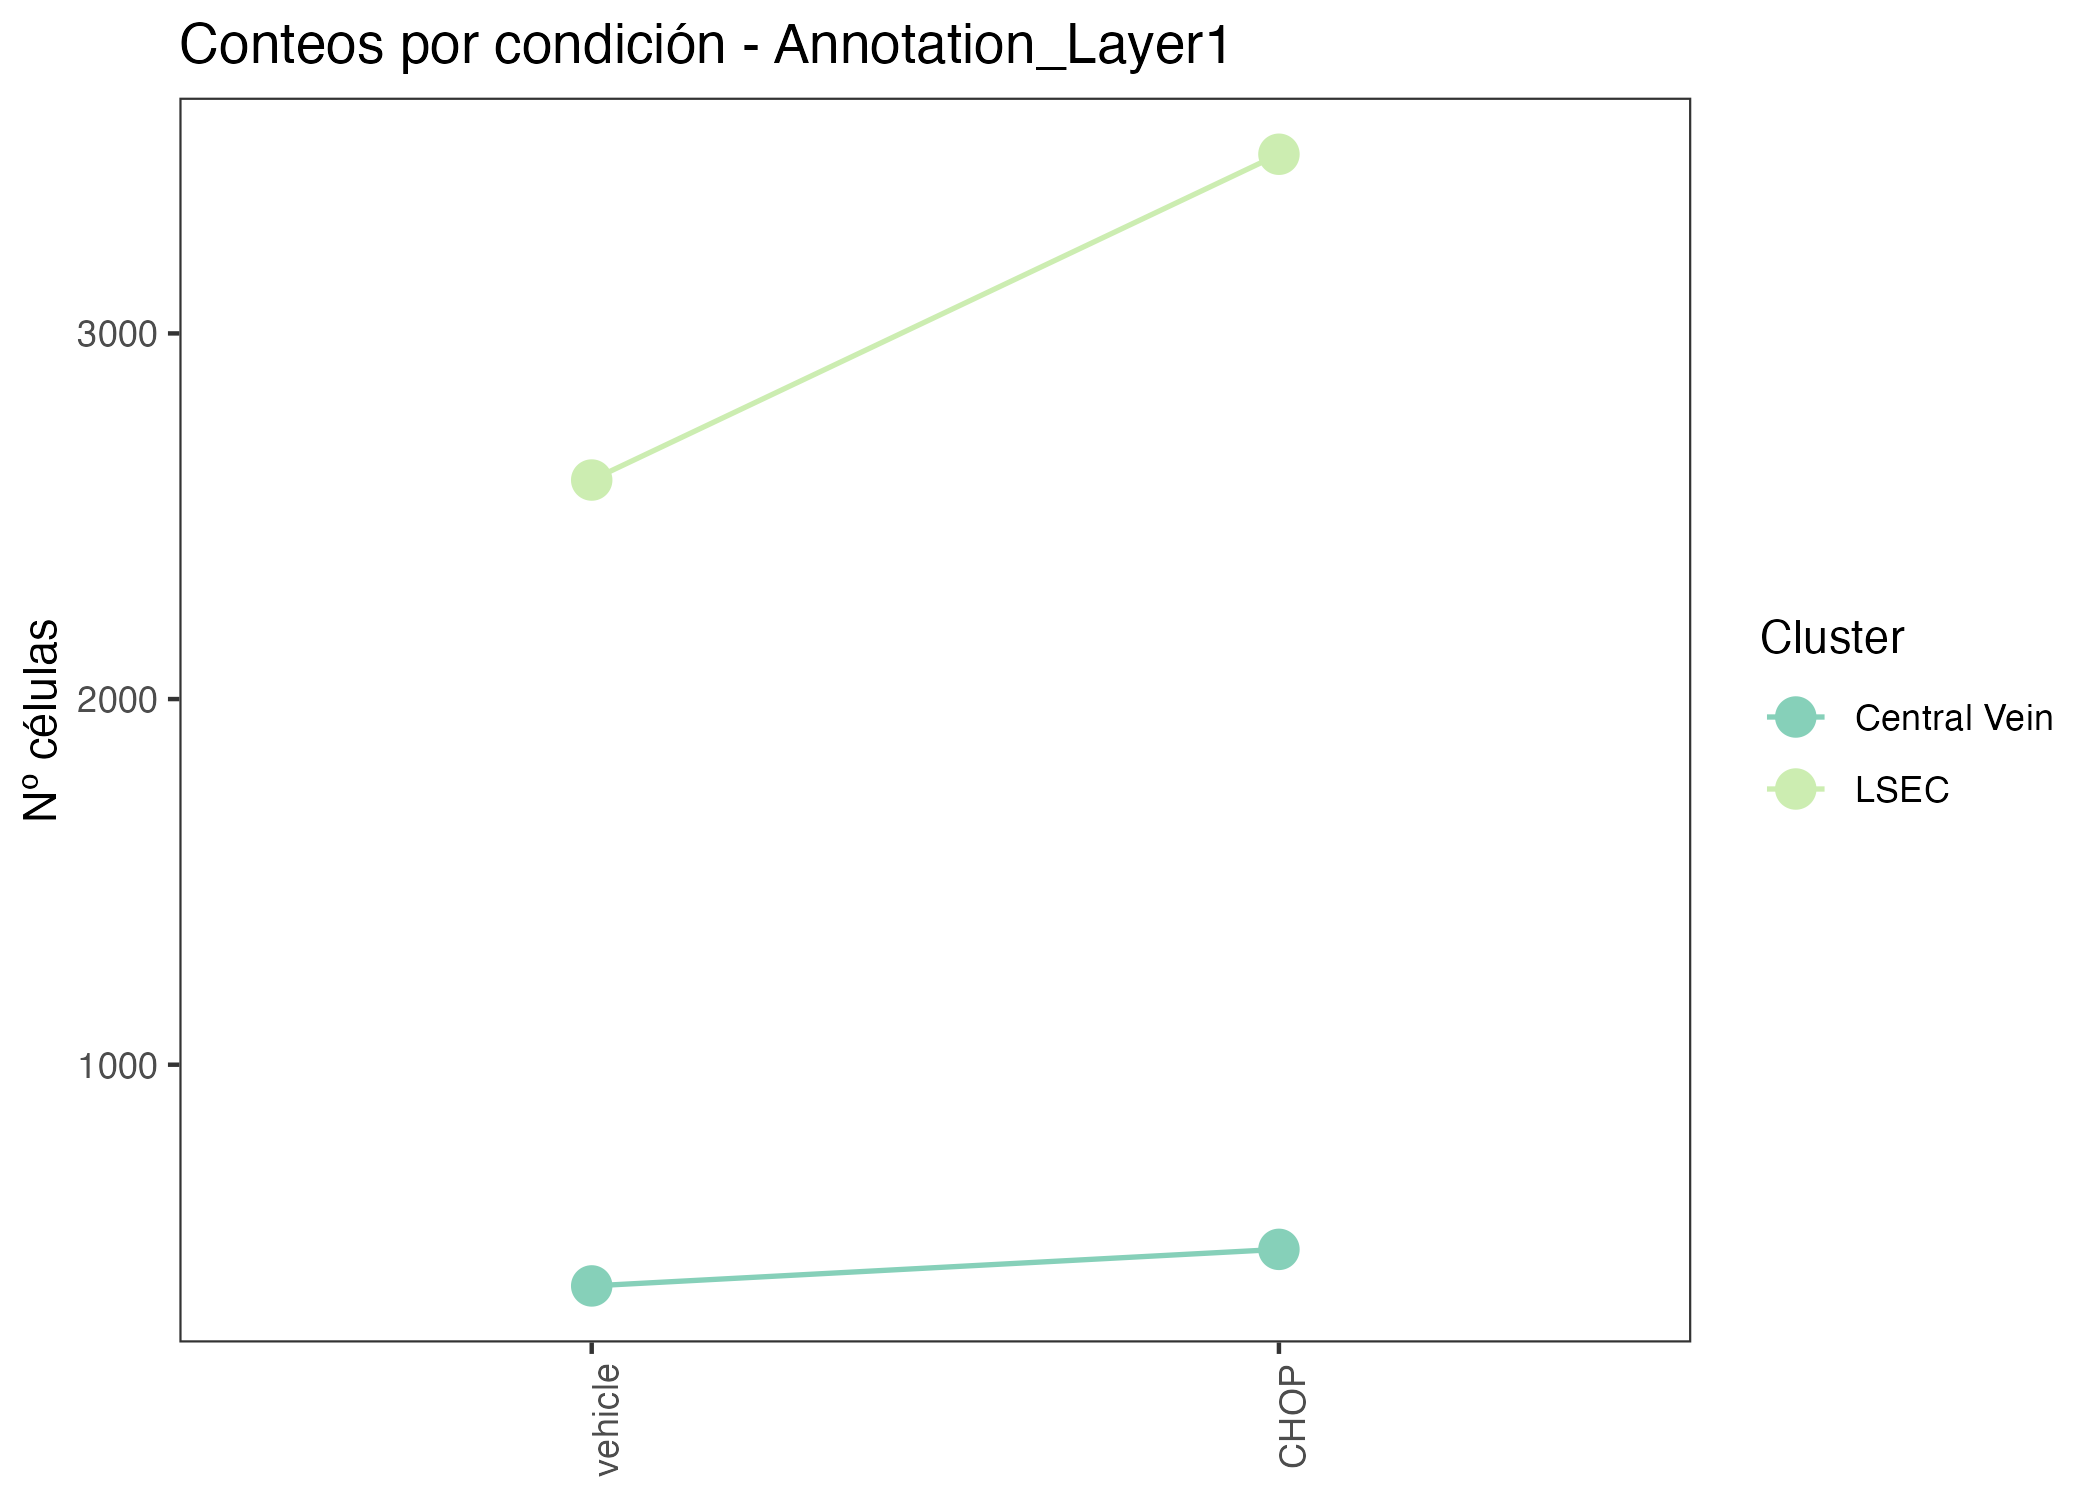 Conteos por condición - Annotation_Layer1
Nº células
3000
2000
1000
vehicle
CHOP
Cluster
Central Vein
LSEC